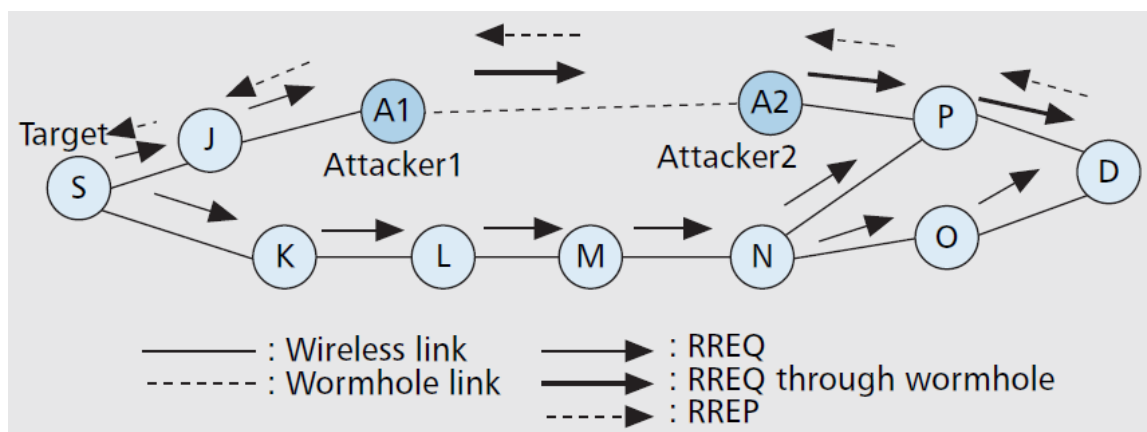 A1
A2
P
J
Target
Attacker1
Attacker2
S
D
K
L
M
N
O
: Wireless link
: RREQ
: Wormhole link
: RREQ through wormhole
: RREP